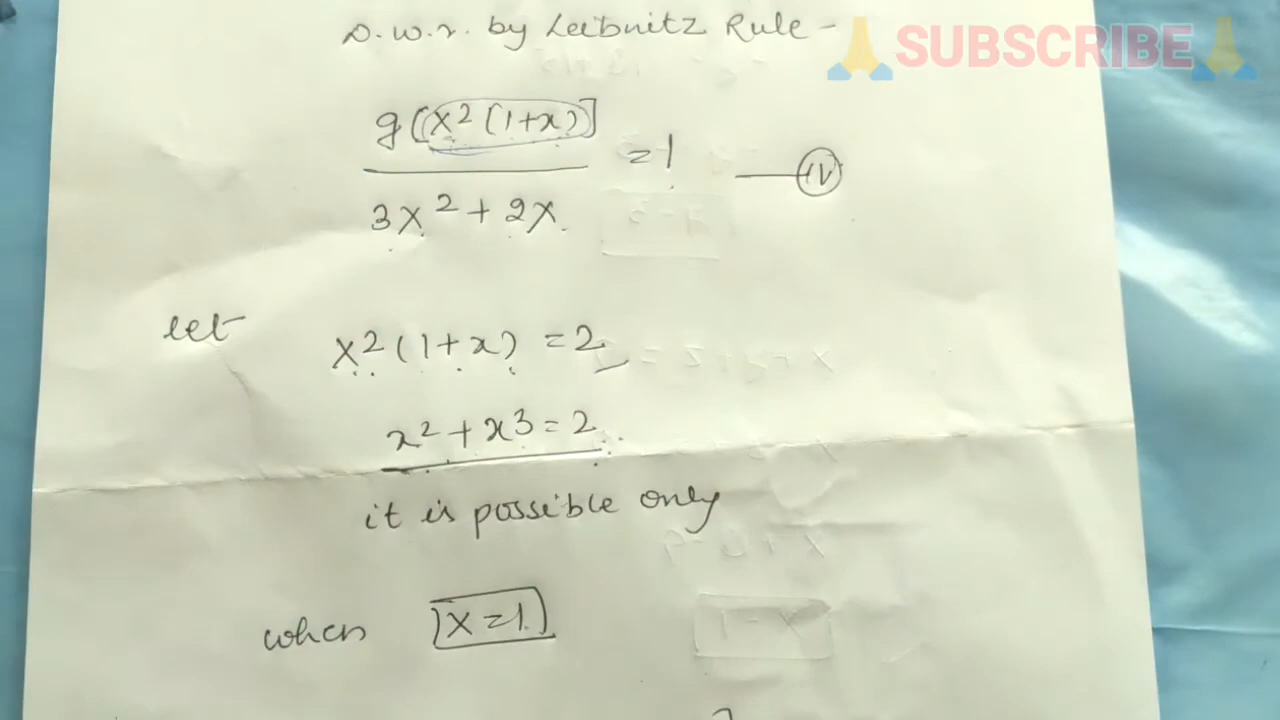 D.w.r. by Leibnitz Rule -
🙏SUBSCRIBE🙏
g[x²(1+x)]
3x²+2x
=1 — IV
let x²(1+x) = 2
x²+x³=2
it is possible only
when x=1